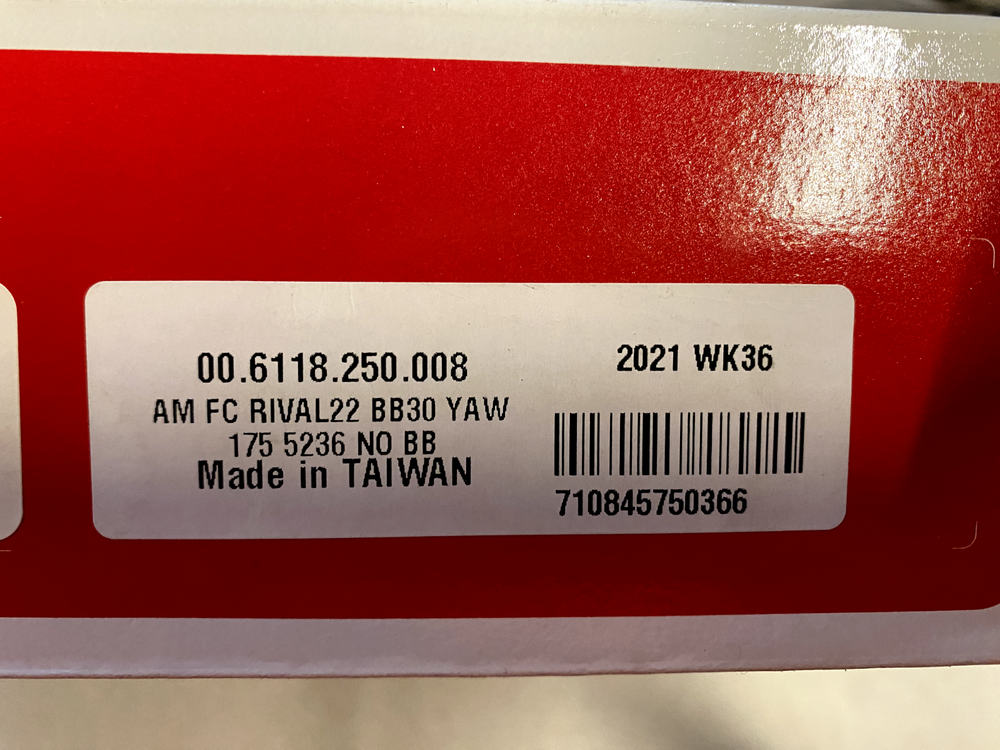 00.6118.250.008
AM FC RIVAL22 BB30 YAW
175 5236 NO BB
Made in TAIWAN
2021 WK36
710845750366